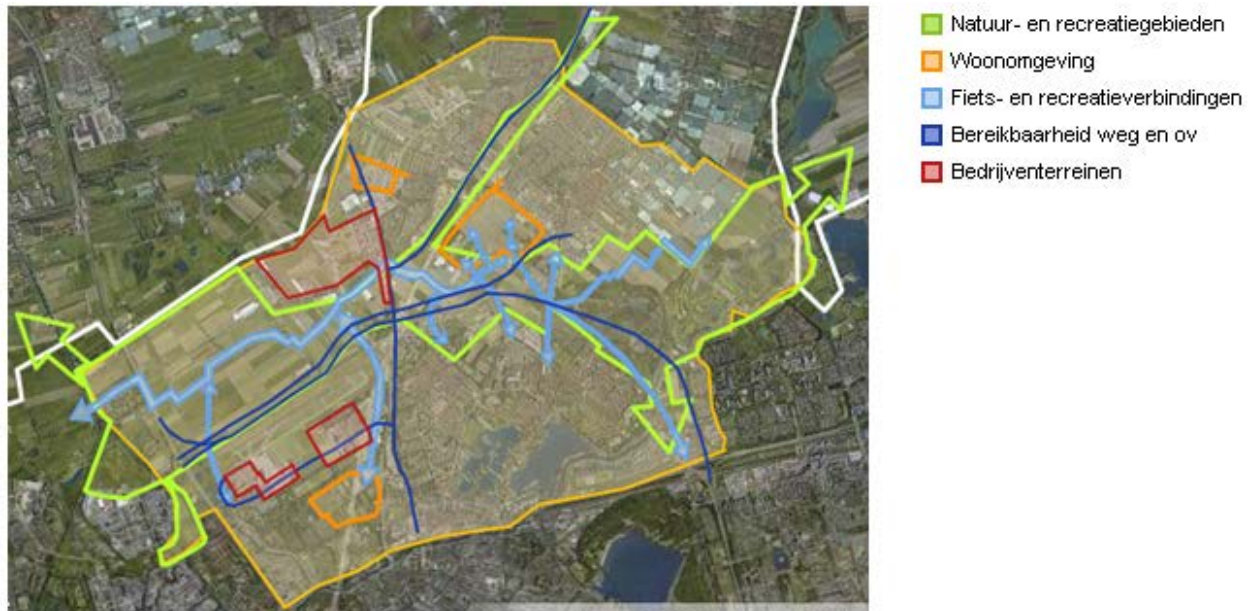 Natuur- en recreatiegebieden
Woonomgeving
Fiets- en recreatieverbindingen
Bereikbaarheid weg en ov
Bedrijventerreinen